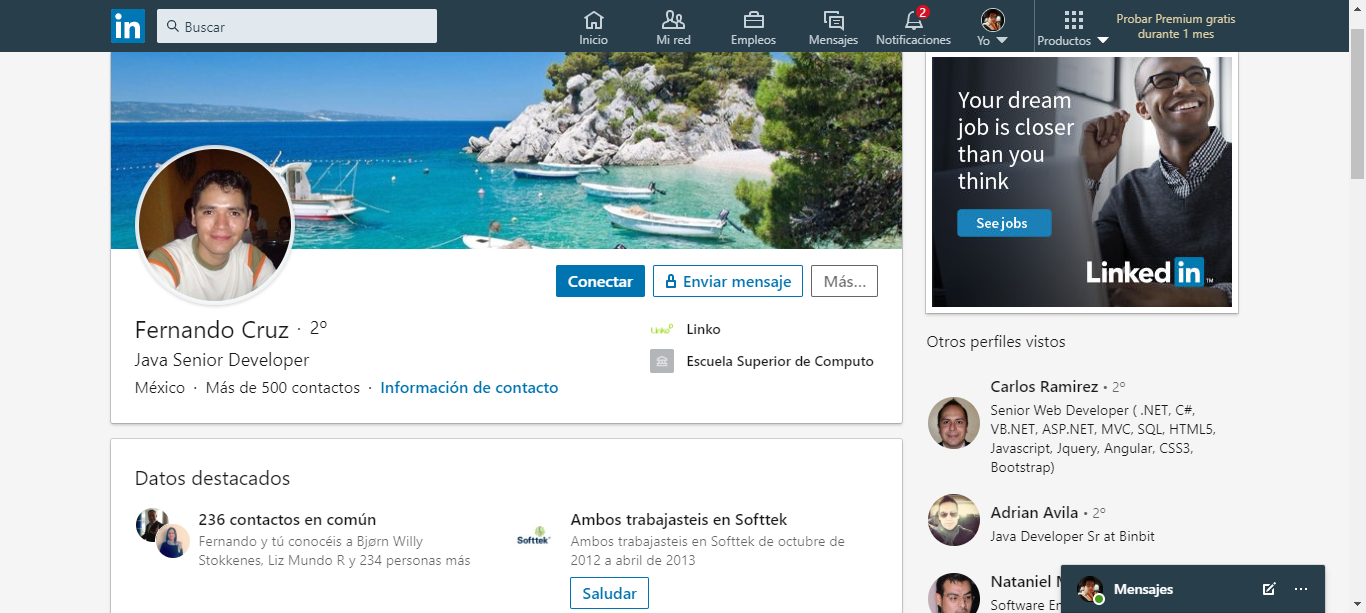 in
Buscar
Inicio
Mi red
Empleos
Mensajes
2
Notificaciones
Yo
Productos
Probar Premium gratis
durante 1 mes
Conectar
Enviar mensaje
Más...
Fernando Cruz · 2º
Java Senior Developer
México · Más de 500 contactos · Información de contacto
Linko
Linko
Escuela Superior de Computo
Datos destacados
236 contactos en común
Fernando y tú conocéis a Bjørn Willy
Stokkenes, Liz Mundo R y 234 personas más
Softtek
Ambos trabajasteis en Softtek
Ambos trabajasteis en Softtek de octubre de
2012 a abril de 2013
Saludar
Your dream
job is closer
than you
think
See jobs
Linked in ™
Otros perfiles vistos
Carlos Ramirez • 2º
Senior Web Developer ( .NET, C#,
VB.NET, ASP.NET, MVC, SQL, HTML5,
Javascript, Jquery, Angular, CSS3,
Bootstrap)
Adrian Avila • 2º
Java Developer Sr at Binbit
Nataniel
Software
Mensajes